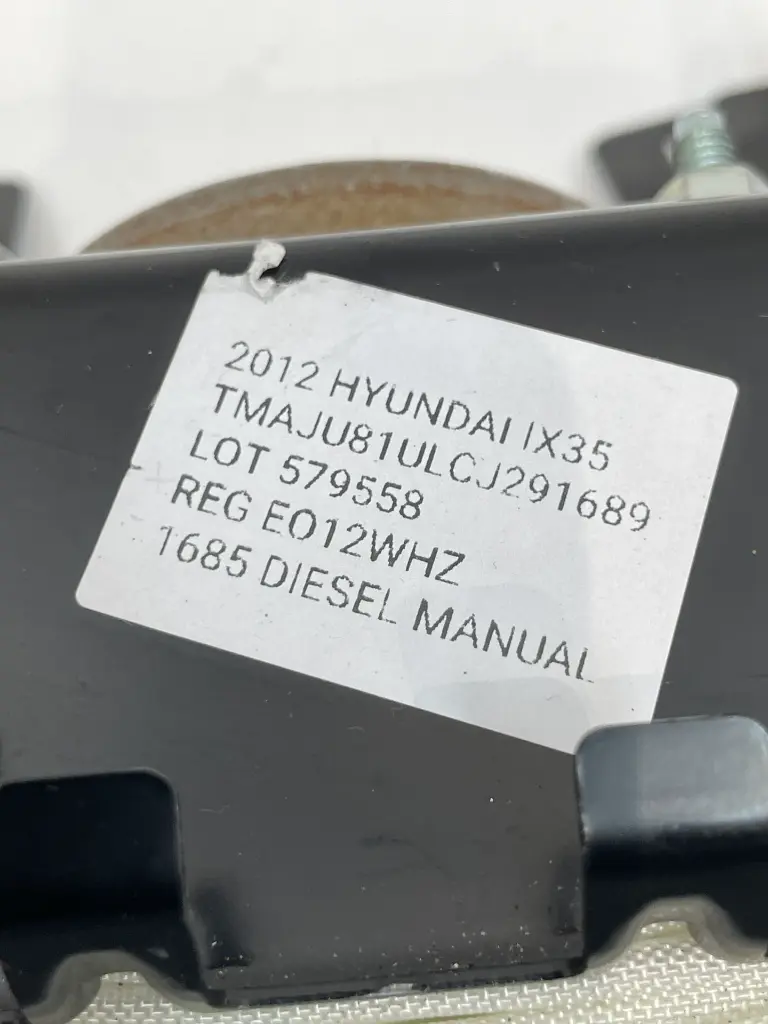 2012 HYUNDAI IX35
TMAJU81ULCJ291689
LOT 579558
REG EO12WHZ
1685 DIESEL MANUAL